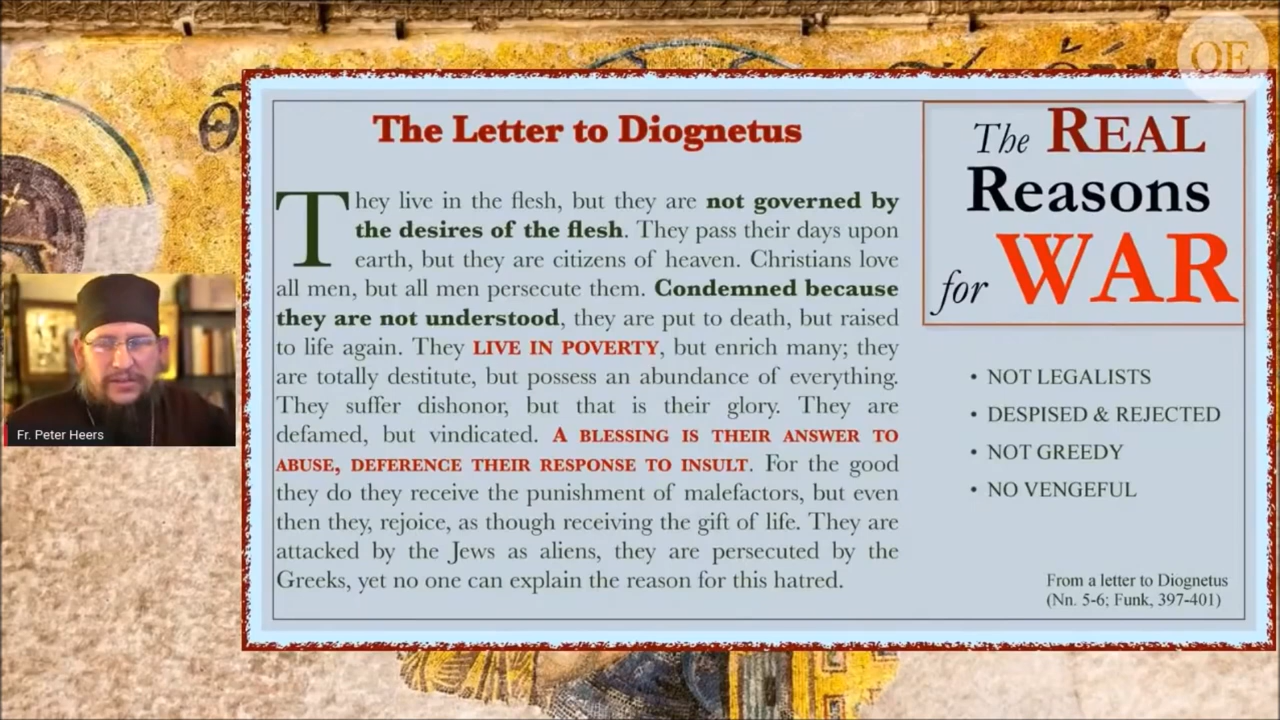 OE
The Letter to Diognetus
They live in the flesh, but they are not governed by
the desires of the flesh. They pass their days upon
earth, but they are citizens of heaven. Christians love
all men, but all men persecute them. Condemned because
they are not understood, they are put to death, but raised
to life again. They LIVE IN POVERTY, but enrich many; they
are totally destitute, but possess an abundance of everything.
They suffer dishonor, but that is their glory. They are
defamed, but vindicated. A BLESSING IS THEIR ANSWER TO
ABUSE, DEFERENCE THEIR RESPONSE TO INSULT. For the good
they do they receive the punishment of malefactors, but even
then they, rejoice, as though receiving the gift of life. They are
attacked by the Jews as aliens, they are persecuted by the
Greeks, yet no one can explain the reason for this hatred.
The REAL
Reasons
for WAR
• NOT LEGALISTS
• DESPISED & REJECTED
• NOT GREEDY
• NO VENGEFUL
From a letter to Diognetus
(Nn. 5-6; Funk, 397-401)
Fr. Peter Heers